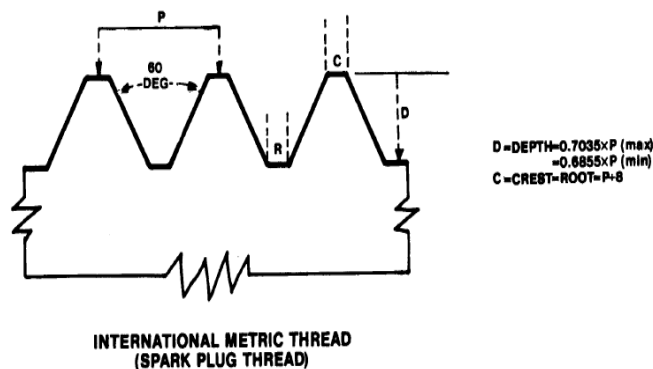 P
60
DEG
C
D
R
D=DEPTH=0.7035×P (max)
=0.6855×P (min)
C=CREST=ROOT=P+8
INTERNATIONAL METRIC THREAD
(SPARK PLUG THREAD)